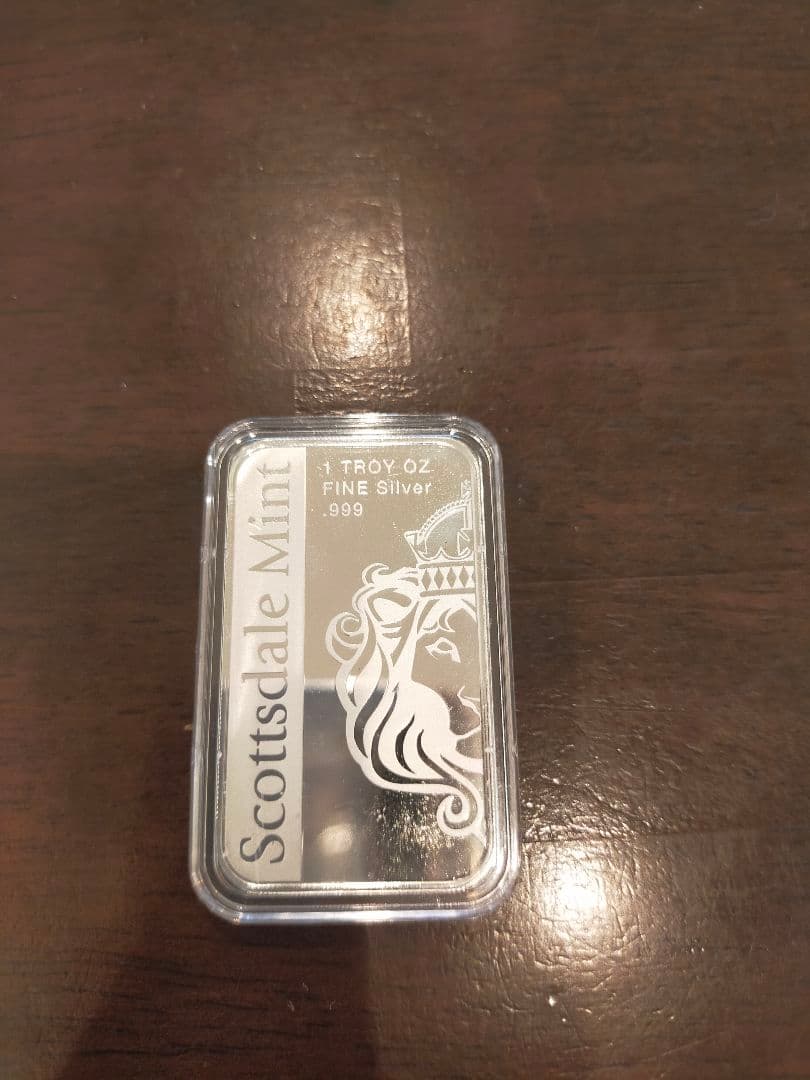 1 TROY OZ
FINE Silver
.999
Scottsdale Mint